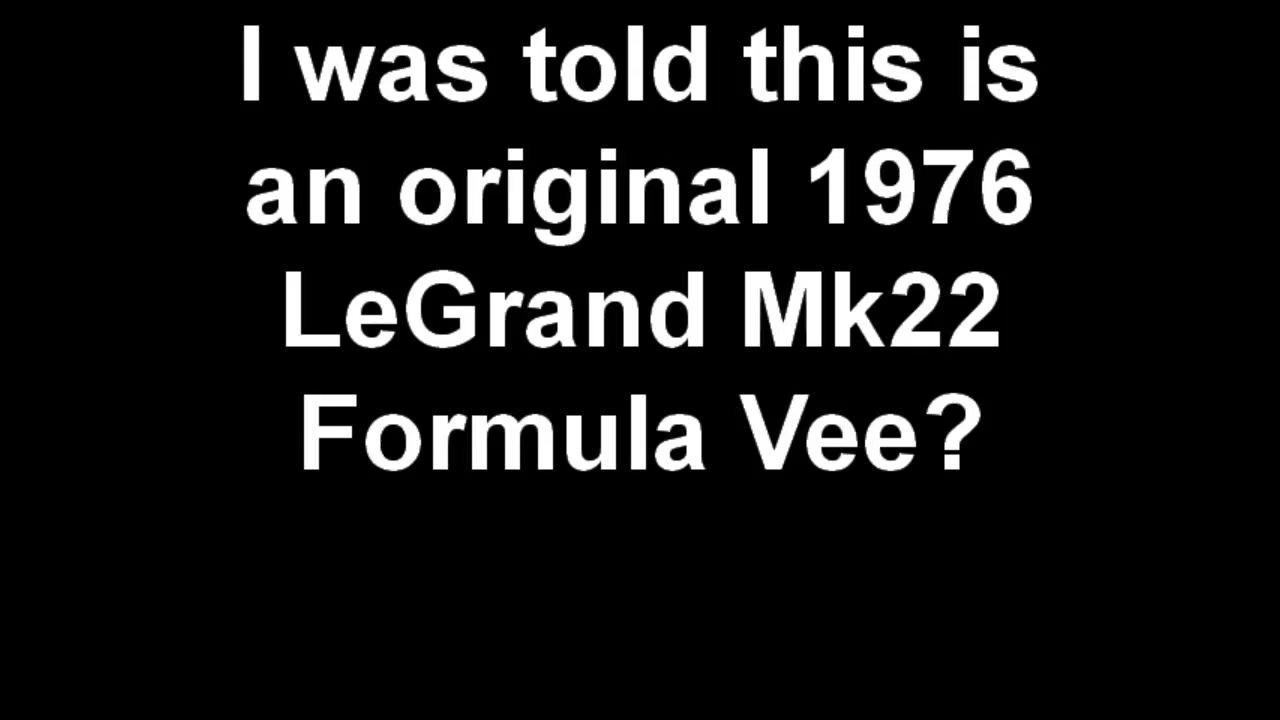 I was told this is
an original 1976
LeGrand Mk22
Formula Vee?